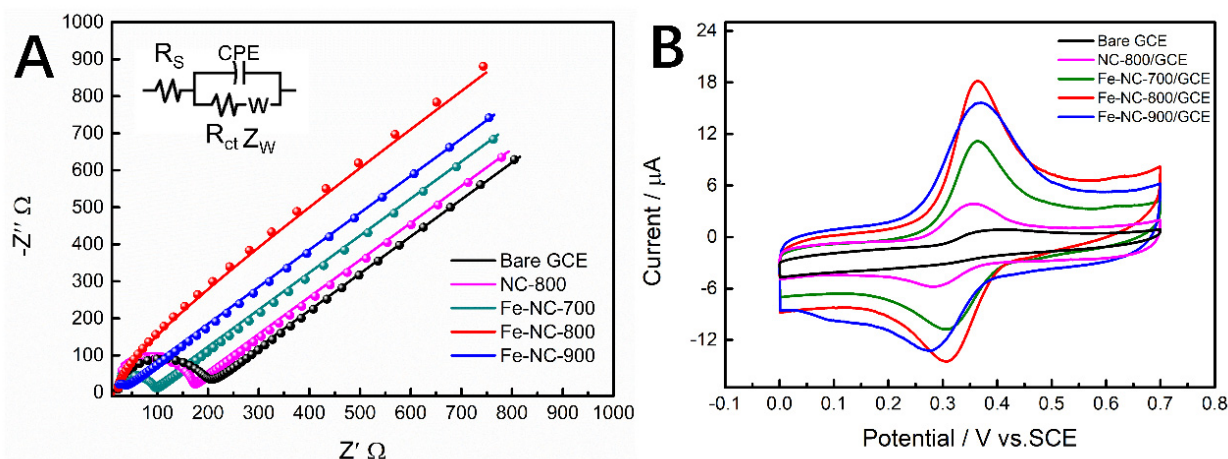 A
1000
900
800
700
600
500
400
300
200
100
0
-Z'' Ω
R_S
CPE
W
R_ct Z_W
Bare GCE
NC-800
Fe-NC-700
Fe-NC-800
Fe-NC-900
100 200 300 400 500 600 700 800 900 1000
Z' Ω
B
24
18
12
6
0
-6
-12
Current / μA
Bare GCE
NC-800/GCE
Fe-NC-700/GCE
Fe-NC-800/GCE
Fe-NC-900/GCE
-0.1 0.0 0.1 0.2 0.3 0.4 0.5 0.6 0.7 0.8
Potential / V vs.SCE